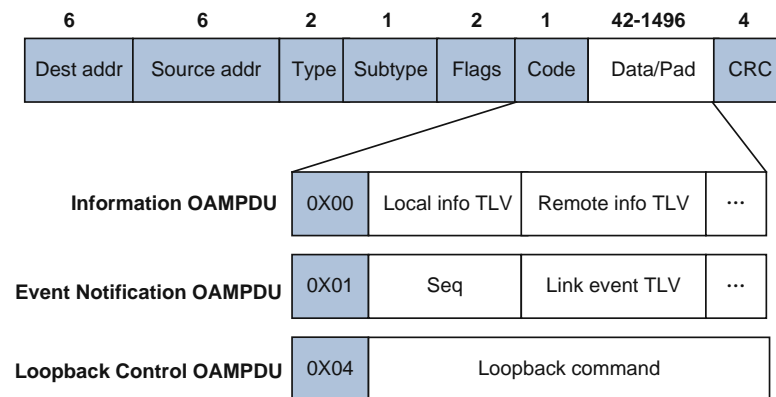 6 6 2 1 2 1 42-1496 4
Dest addr Source addr Type Subtype Flags Code Data/Pad CRC
Information OAMPDU 0X00 Local info TLV Remote info TLV ...
Event Notification OAMPDU 0X01 Seq Link event TLV ...
Loopback Control OAMPDU 0X04 Loopback command